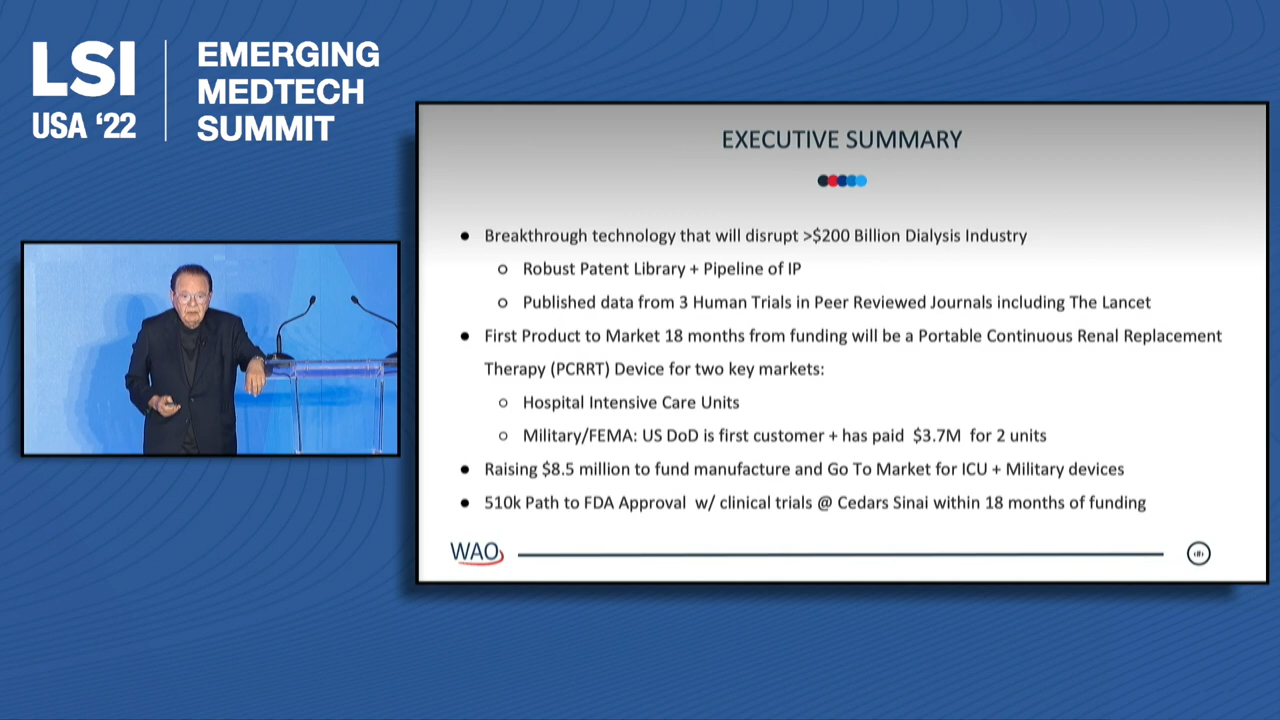 LSI
USA ‘22
EMERGING
MEDTECH
SUMMIT
EXECUTIVE SUMMARY
● Breakthrough technology that will disrupt >$200 Billion Dialysis Industry
○ Robust Patent Library + Pipeline of IP
○ Published data from 3 Human Trials in Peer Reviewed Journals including The Lancet
● First Product to Market 18 months from funding will be a Portable Continuous Renal Replacement
Therapy (PCRRT) Device for two key markets:
○ Hospital Intensive Care Units
○ Military/FEMA: US DoD is first customer + has paid $3.7M for 2 units
● Raising $8.5 million to fund manufacture and Go To Market for ICU + Military devices
● 510k Path to FDA Approval w/ clinical trials @ Cedars Sinai within 18 months of funding
WAO